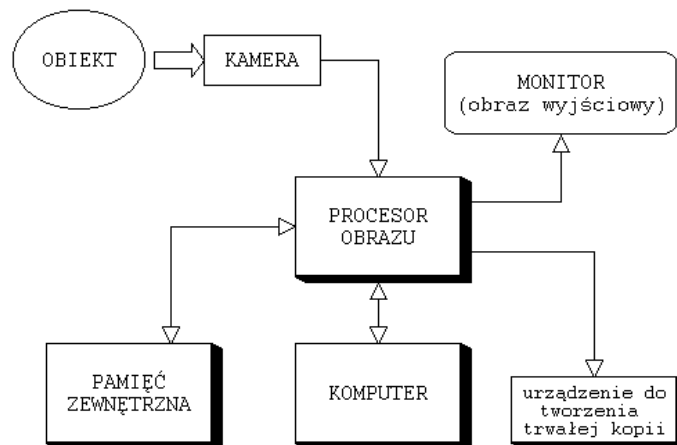 OBIEKT
KAMERA
MONITOR
(obraz wyjściowy)
PROCESOR
OBRAZU
PAMIĘĆ
ZEWNĘTRZNA
KOMPUTER
urządzenie do
tworzenia
trwałej kopii